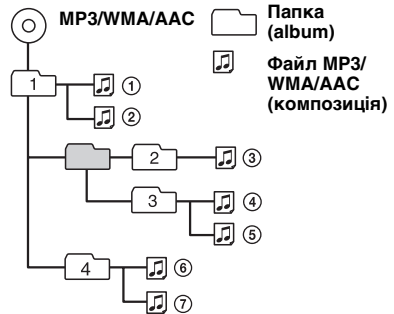 MP3/WMA/AAC
Папка
(album)
Файл MP3/
WMA/AAC
(композиція)
1
①
②
2
③
3
④
⑤
4
⑥
⑦